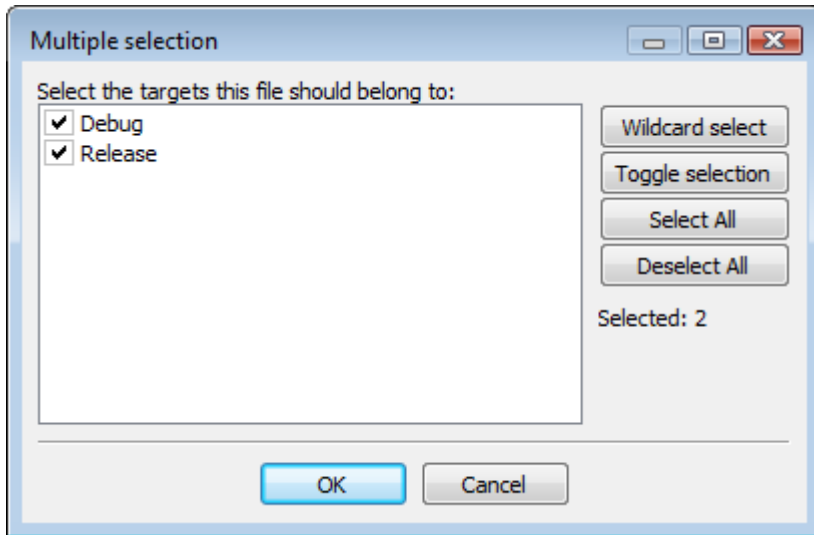 Multiple selection
Select the targets this file should belong to:
Debug
Release
Wildcard select
Toggle selection
Select All
Deselect All
Selected: 2
OK
Cancel